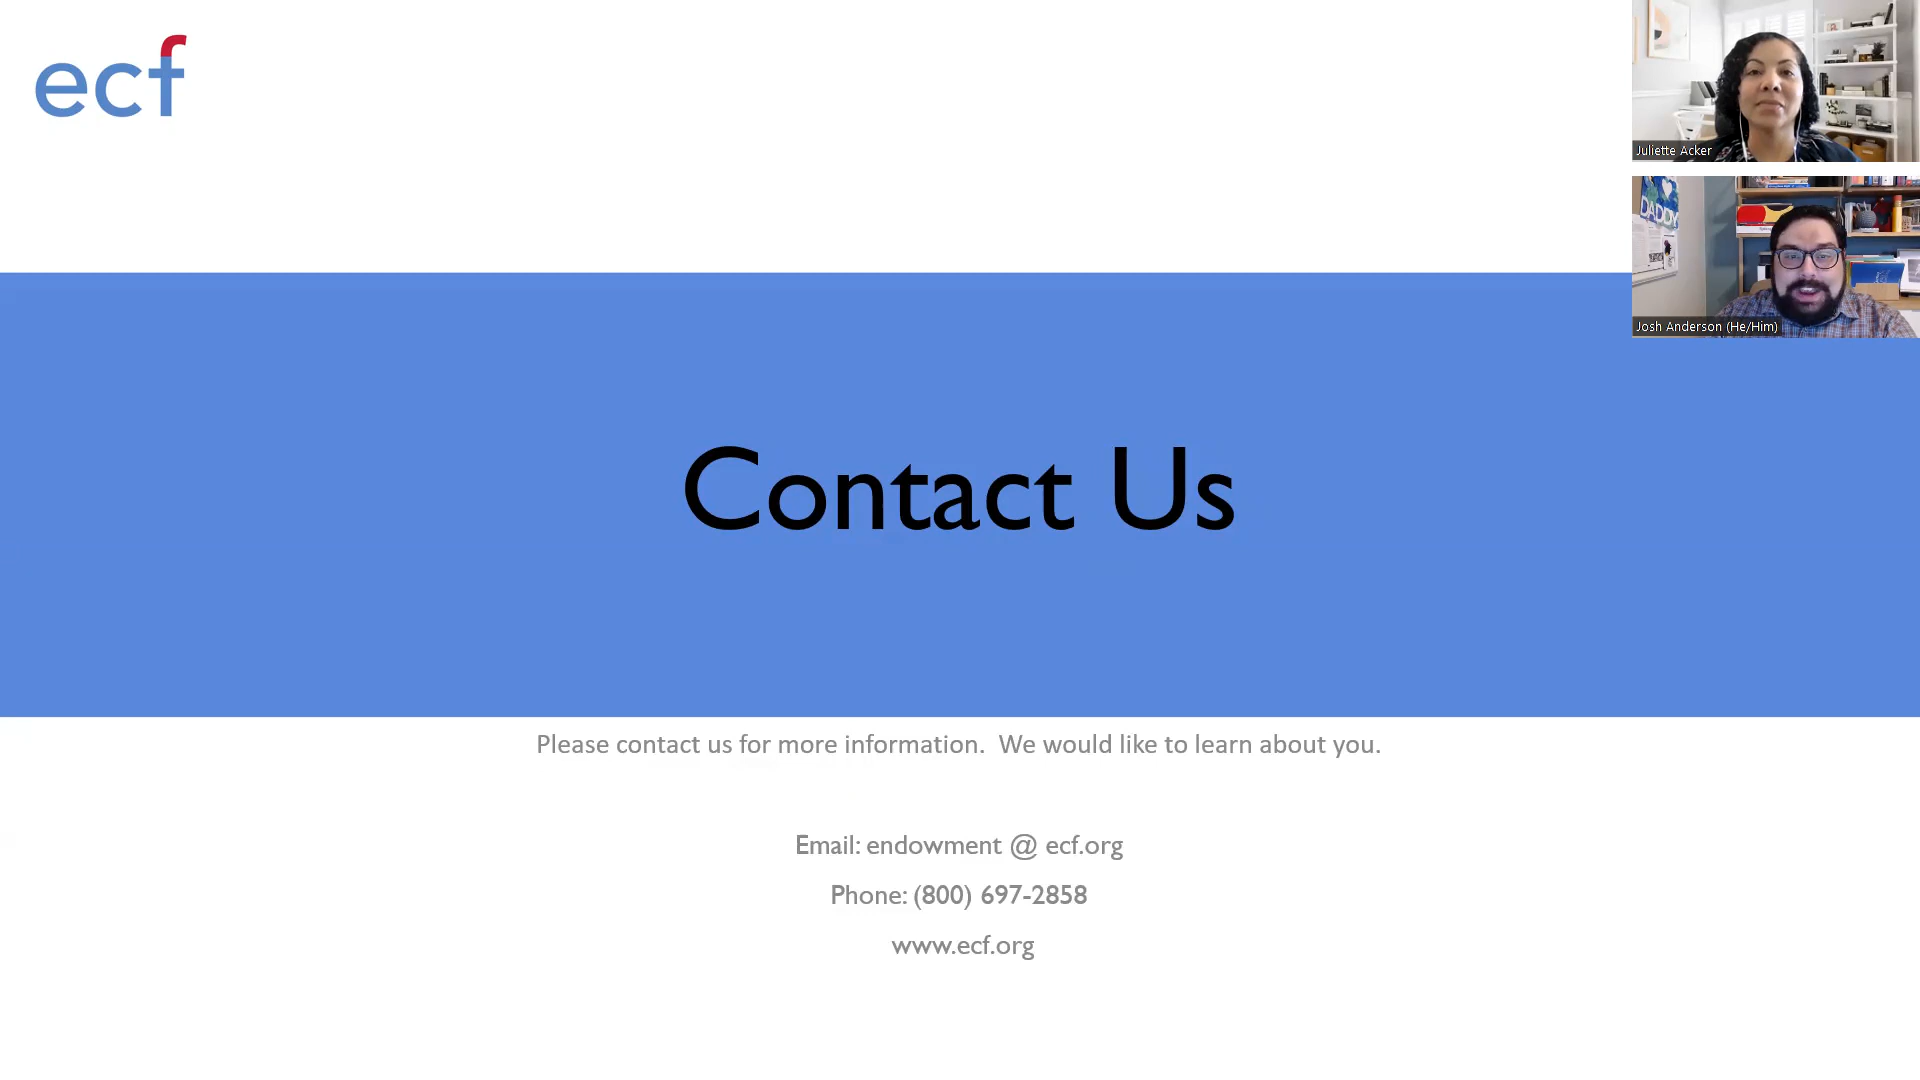 ecf
Juliette Acker
DADDY
Josh Anderson (He/Him)
Contact Us
Please contact us for more information.  We would like to learn about you.
Email: endowment @ ecf.org
Phone: (800) 697-2858
www.ecf.org